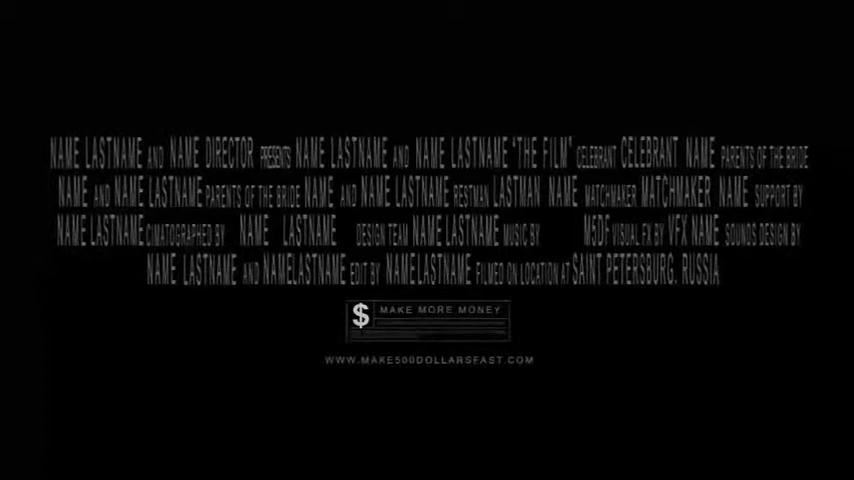 NAME LASTNAME AND NAME DIRECTOR PRESENTS NAME LASTNAME AND NAME LASTNAME "THE FILM" CELEBRANT CELEBRANT NAME PARENTS OF THE BRIDE
NAME AND NAME LASTNAME PARENTS OF THE BRIDE NAME AND NAME LASTNAME RESTMAN LASTMAN NAME MATCHMAKER MATCHMAKER NAME SUPPORT BY
NAME LASTNAME CIMATOGRAPHED BY NAME LASTNAME DESIGN TEAM NAME LASTNAME MUSIC BY M5DF VISUAL FX BY VFX NAME SOUNDS DESIGN BY
NAME LASTNAME AND NAMELASTNAME EDIT BY NAMELASTNAME FILMED ON LOCATION AT SAINT PETERSBURG, RUSSIA
$ MAKE MORE MONEY
WWW.MAKE500DOLLARSFAST.COM